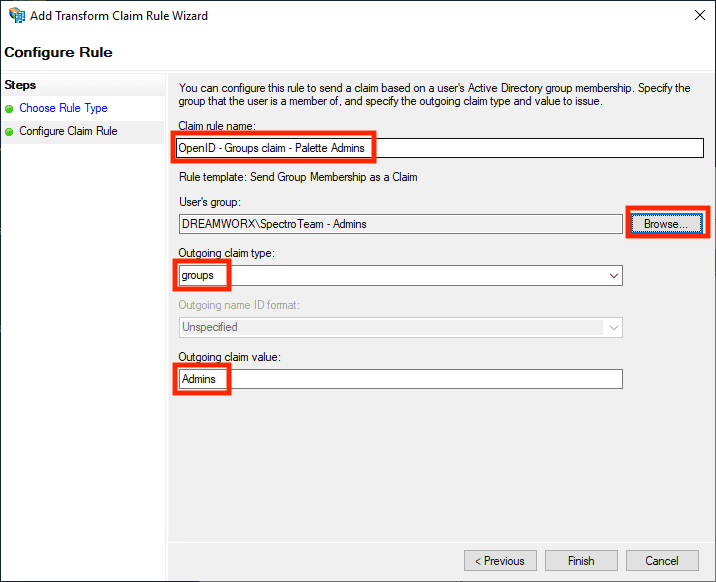 Add Transform Claim Rule Wizard
Configure Rule
Steps
Choose Rule Type
Configure Claim Rule
You can configure this rule to send a claim based on a user's Active Directory group membership. Specify the
group that the user is a member of, and specify the outgoing claim type and value to issue.
Claim rule name:
OpenID - Groups claim - Palette Admins
Rule template: Send Group Membership as a Claim
User's group:
DREAMWORX\SpectroTeam - Admins
Browse...
Outgoing claim type:
groups
Outgoing name ID format:
Unspecified
Outgoing claim value:
Admins
< Previous
Finish
Cancel